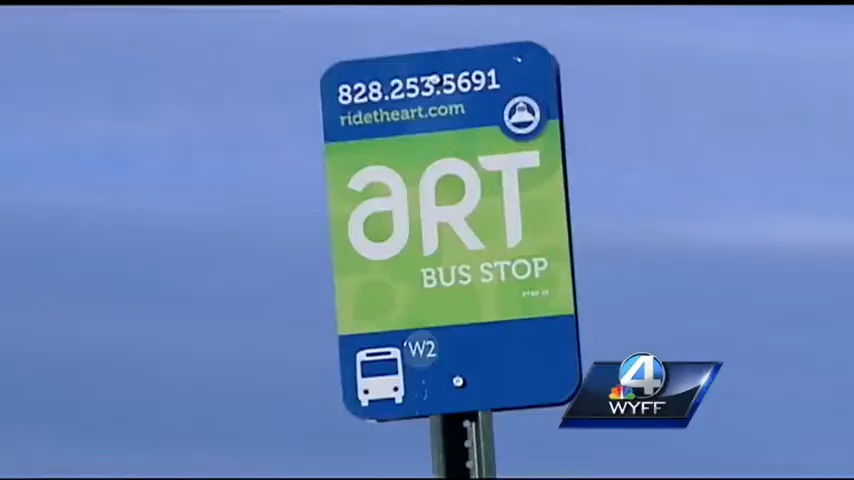 828.253.5691
ridetheart.com
ART
BUS STOP
W2
4
WYFF